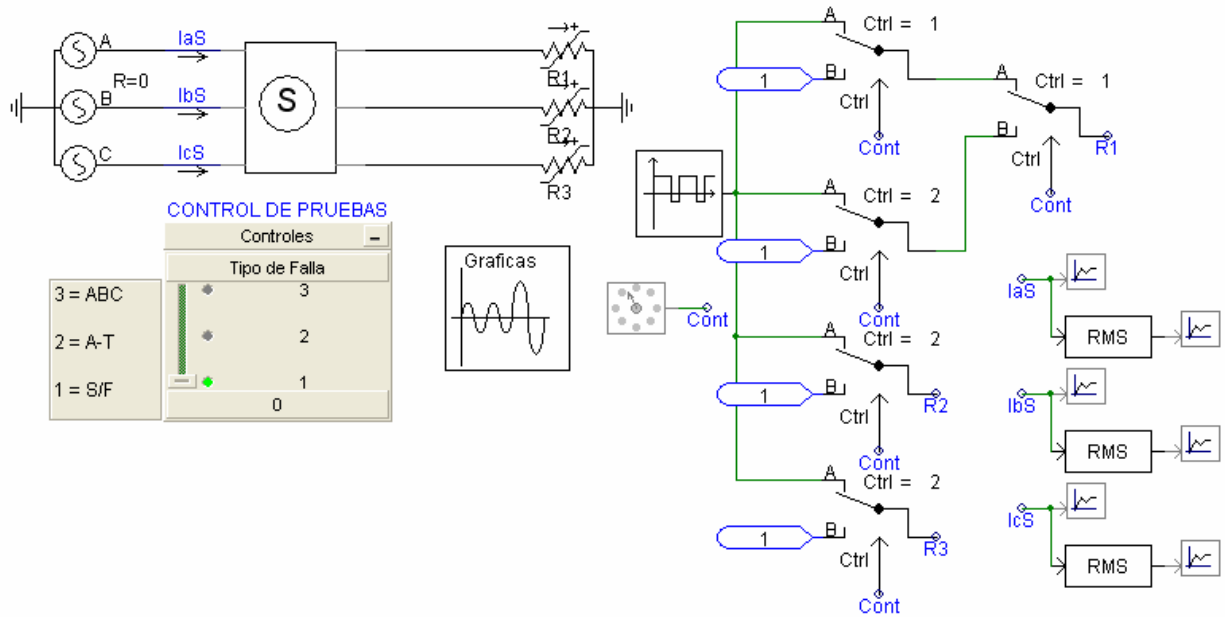 A
IaS
R=0
B
IbS
C
IcS
S
R1
R2
R3
CONTROL DE PRUEBAS
Controles
Tipo de Falla
3
2
1
0
3 = ABC
2 = A-T
1 = S/F
Graficas
Cont
A
Ctrl = 1
1
B
Ctrl
Cont
A
Ctrl = 1
B
Ctrl
R1
Cont
A
Ctrl = 2
1
B
Ctrl
Cont
A
Ctrl = 2
1
B
Ctrl
R2
Cont
A
Ctrl = 2
1
B
Ctrl
R3
Cont
IaS
RMS
IbS
RMS
IcS
RMS